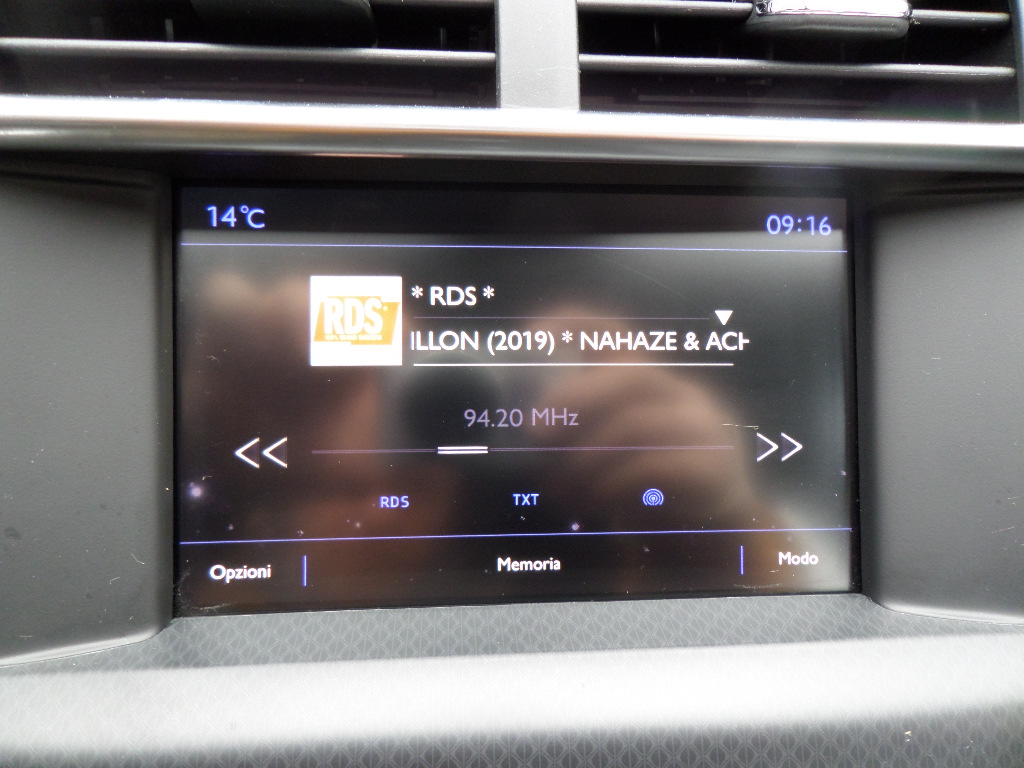 14°C
09:16
RDS
* RDS *
ILLON (2019) * NAHAZE & ACH
94.20 MHz
RDS
TXT
Opzioni
Memoria
Modo